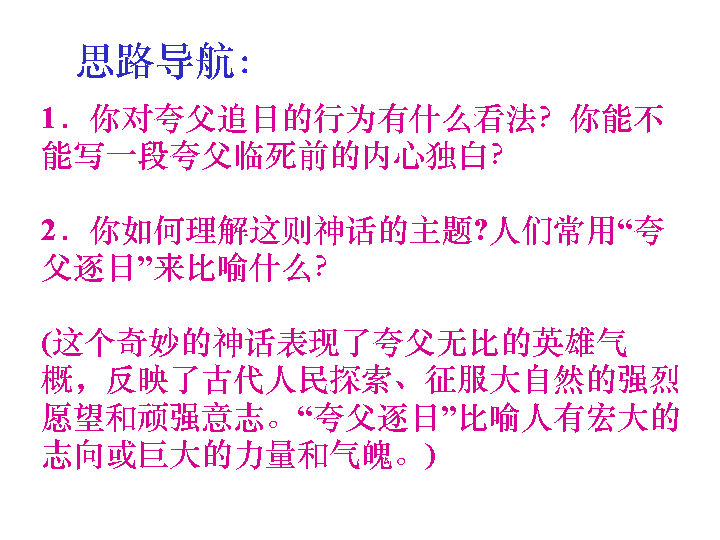 思路导航：
1．你对夸父追日的行为有什么看法？你能不
能写一段夸父临死前的内心独白？
2．你如何理解这则神话的主题?人们常用“夸
父逐日”来比喻什么？
(这个奇妙的神话表现了夸父无比的英雄气
概，反映了古代人民探索、征服大自然的强烈
愿望和顽强意志。“夸父逐日”比喻人有宏大的
志向或巨大的力量和气魄。)